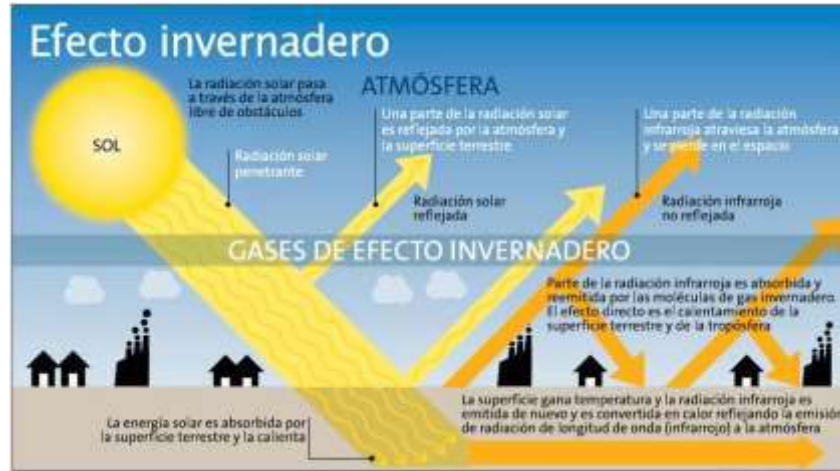 Efecto invernadero
SOL
La radiación solar pasa
a través de la atmósfera
libre de obstáculos
Radiación solar
penetrante
ATMÓSFERA
Una parte de la radiación solar
es reflejada por la atmósfera y
la superficie terrestre
Radiación solar
reflejada
Una parte de la radiación
infrarroja atraviesa la atmósfera
y se pierde en el espacio
Radiación infrarroja
no reflejada
GASES DE EFECTO INVERNADERO
Parte de la radiación infrarroja es absorbida y
reemitida por las moléculas de gas invernadero.
El efecto directo es el calentamiento de la
superficie terrestre y de la tropósfera
La energía solar es absorbida por
la superficie terrestre y la calienta
La superficie gana temperatura y la radiación infrarroja es
emitida de nuevo y es convertida en calor reflejando la emisión
de radiación de longitud de onda (infrarrojo) a la atmósfera